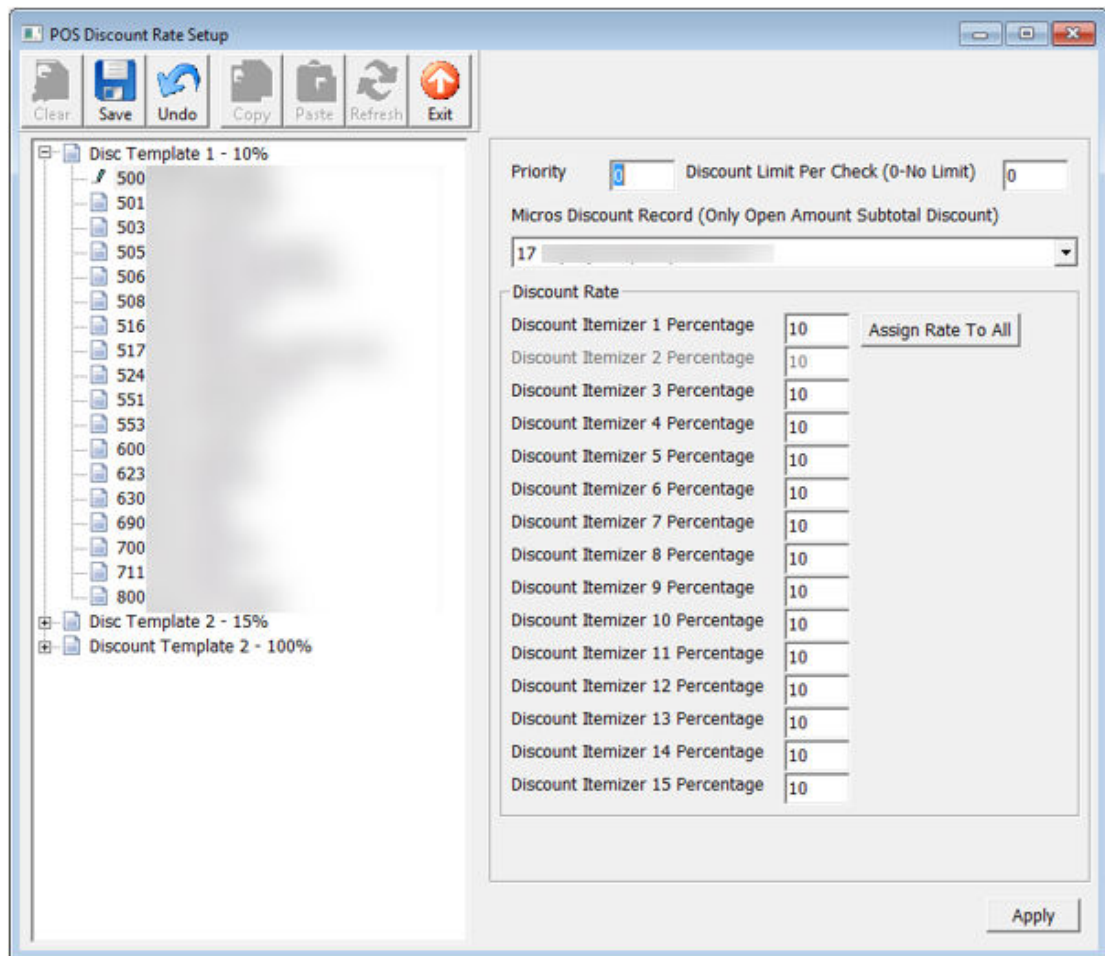 POS Discount Rate Setup
Clear Save Undo Copy Paste Refresh Exit
Disc Template 1 - 10%
500
501
503
505
506
508
516
517
524
551
553
600
623
630
690
700
711
800
Disc Template 2 - 15%
Discount Template 2 - 100%
Priority 0 Discount Limit Per Check (0-No Limit) 0
Micros Discount Record (Only Open Amount Subtotal Discount)
17
Discount Rate
Discount Itemizer 1 Percentage 10 Assign Rate To All
Discount Itemizer 2 Percentage 10
Discount Itemizer 3 Percentage 10
Discount Itemizer 4 Percentage 10
Discount Itemizer 5 Percentage 10
Discount Itemizer 6 Percentage 10
Discount Itemizer 7 Percentage 10
Discount Itemizer 8 Percentage 10
Discount Itemizer 9 Percentage 10
Discount Itemizer 10 Percentage 10
Discount Itemizer 11 Percentage 10
Discount Itemizer 12 Percentage 10
Discount Itemizer 13 Percentage 10
Discount Itemizer 14 Percentage 10
Discount Itemizer 15 Percentage 10
Apply